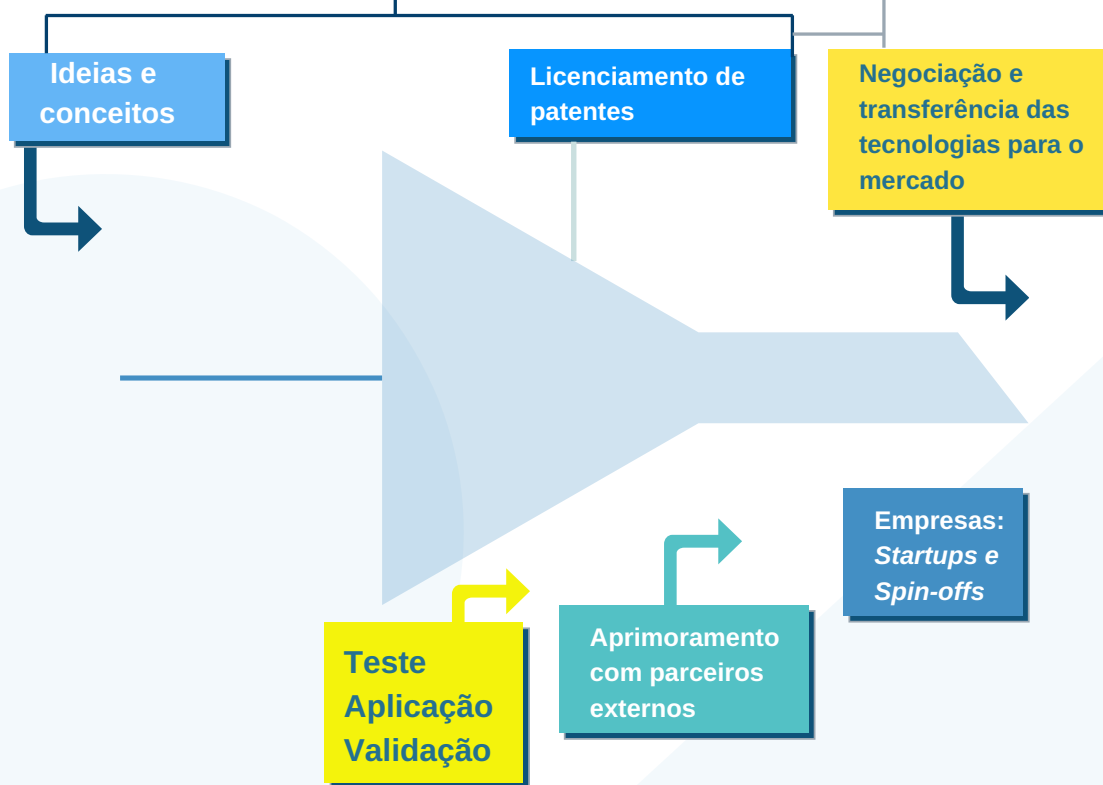 Ideias e
conceitos
Licenciamento de
patentes
Negociação e
transferência das
tecnologias para o
mercado
Empresas:
Startups e
Spin-offs
Aprimoramento
com parceiros
externos
Teste
Aplicação
Validação